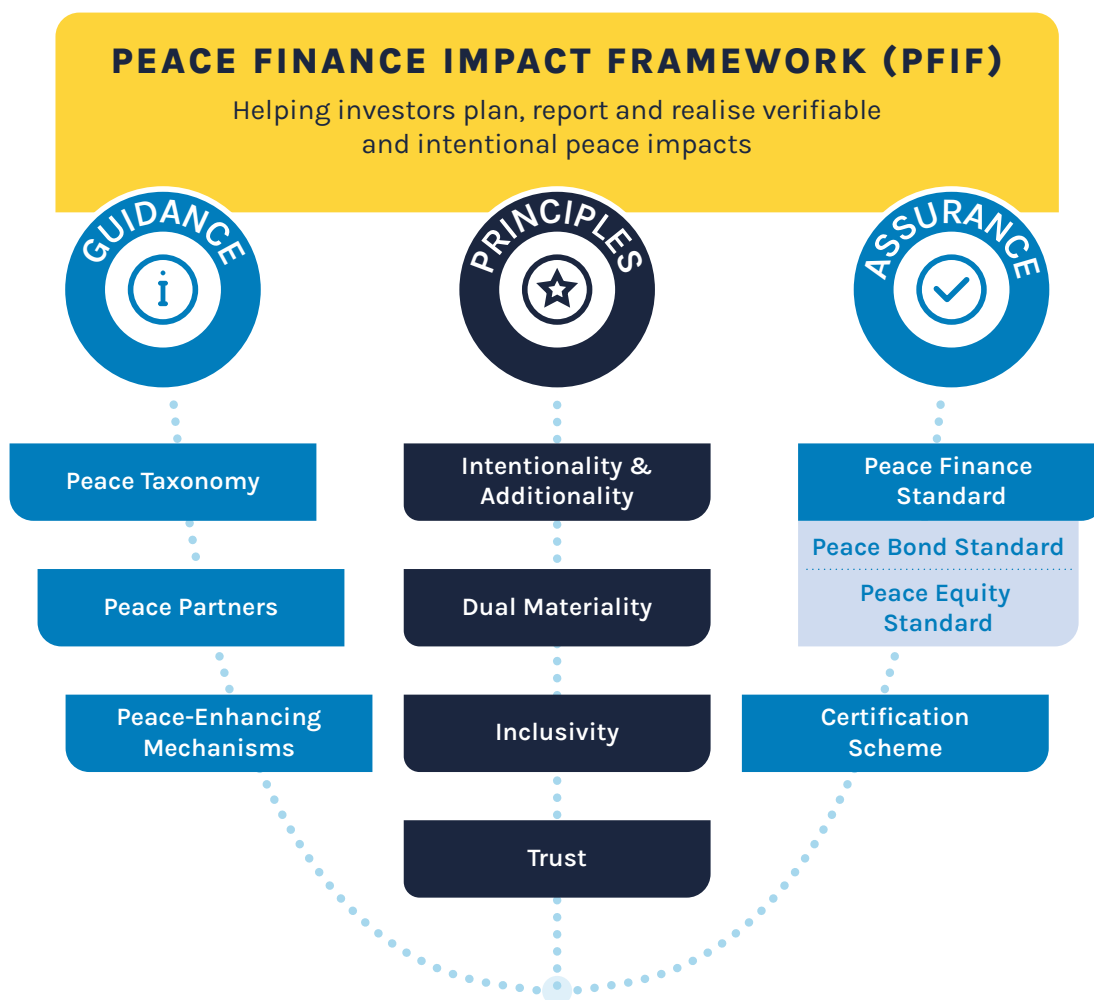 PEACE FINANCE IMPACT FRAMEWORK (PFIF)
Helping investors plan, report and realise verifiable
and intentional peace impacts
GUIDANCE
Peace Taxonomy
Peace Partners
Peace-Enhancing
Mechanisms
PRINCIPLES
Intentionality &
Additionality
Dual Materiality
Inclusivity
Trust
ASSURANCE
Peace Finance
Standard
Peace Bond Standard
Peace Equity
Standard
Certification
Scheme